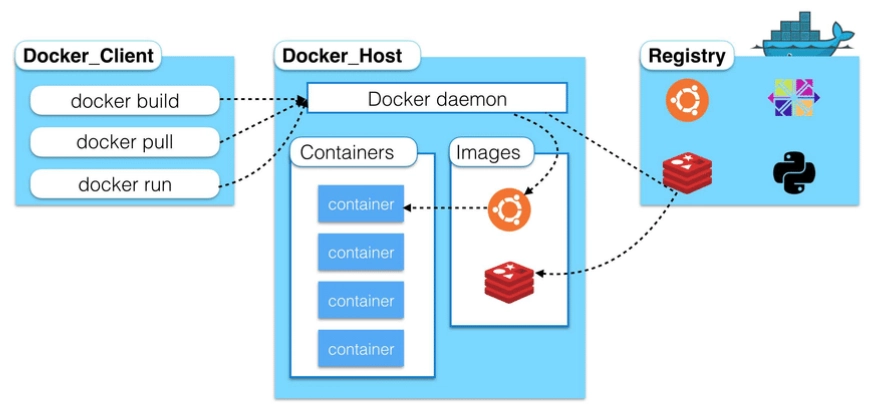 Docker_Client
docker build
docker pull
docker run
Docker_Host
Docker daemon
Containers
container
container
container
container
Images
Registry